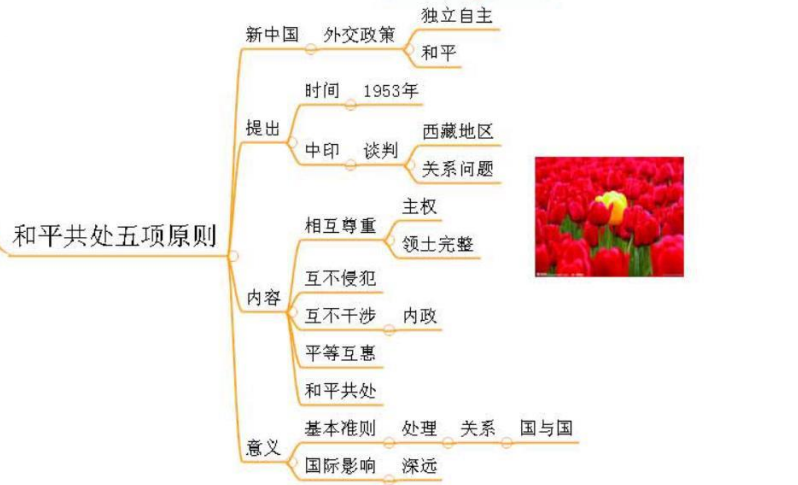 和平共处五项原则
新中国 外交政策
独立自主
和平
提出
时间 1953年
中印 谈判
西藏地区
关系问题
内容
相互尊重
主权
领土完整
互不侵犯
互不干涉 内政
平等互惠
和平共处
意义
基本准则 处理 关系 国与国
国际影响 深远